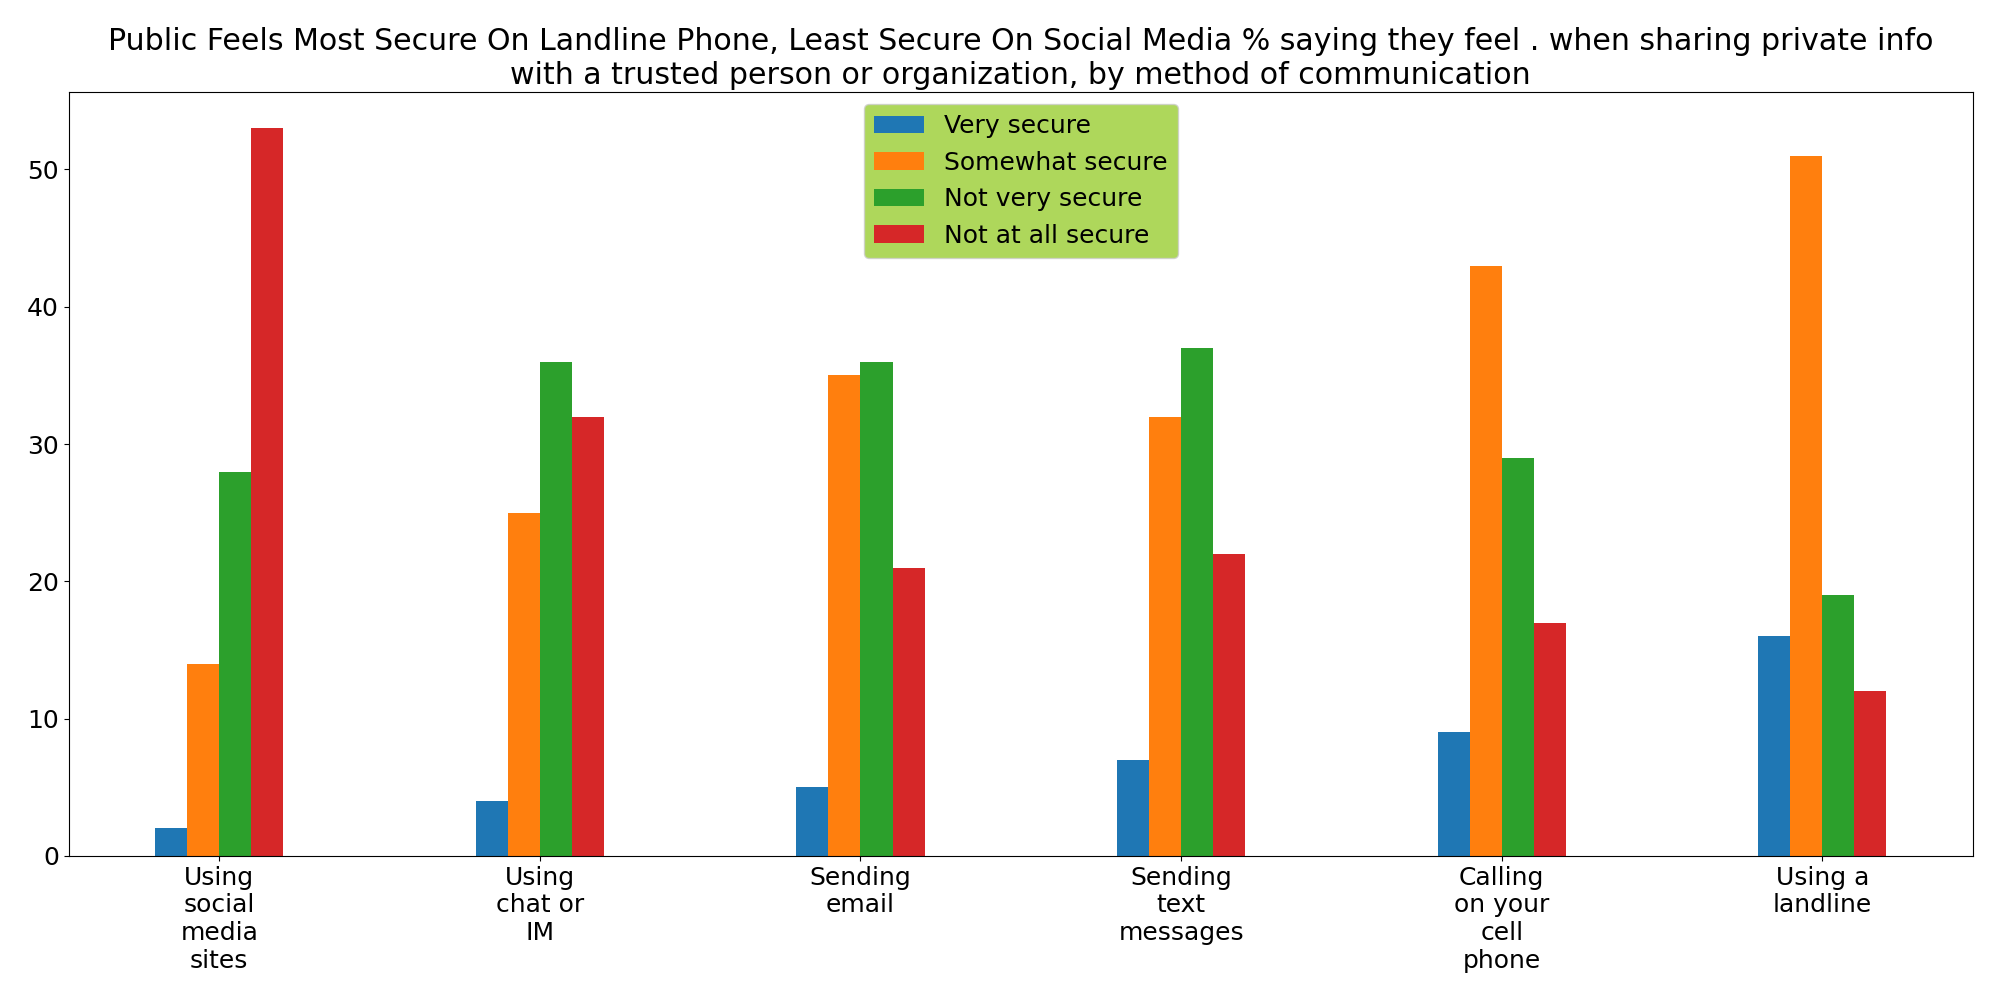 Public Feels Most Secure On Landline Phone, Least Secure On Social Media % saying they feel . when sharing private info
with a trusted person or organization, by method of communication
Very secure
Somewhat secure
Not very secure
Not at all secure
50
40
30
20
10
0
Using
social
media
sites
Using
chat or
IM
Sending
email
Sending
text
messages
Calling
on your
cell
phone
Using a
landline